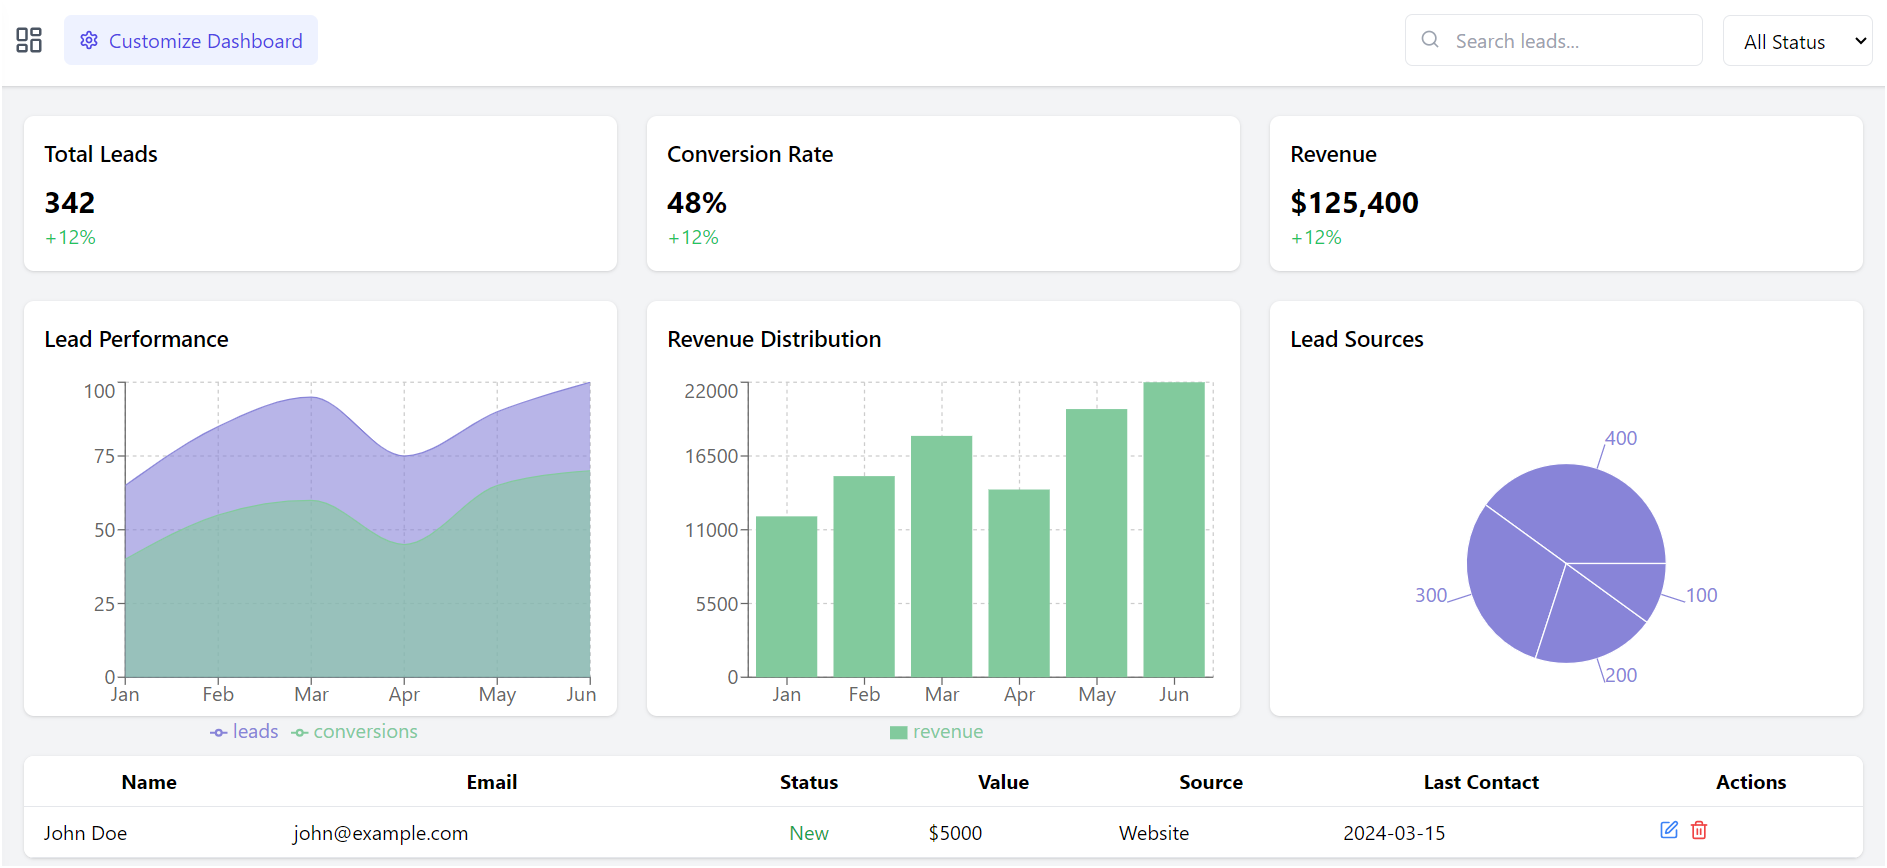 Customize Dashboard
Search leads...
All Status
Total Leads
342
+12%
Conversion Rate
48%
+12%
Revenue
$125,400
+12%
Lead Performance
100
75
50
25
0
Jan Feb Mar Apr May Jun
leads conversions
Revenue Distribution
22000
16500
11000
5500
0
Jan Feb Mar Apr May Jun
revenue
Lead Sources
400
300
100
200
Name Email Status Value Source Last Contact Actions
John Doe john@example.com New $5000 Website 2024-03-15